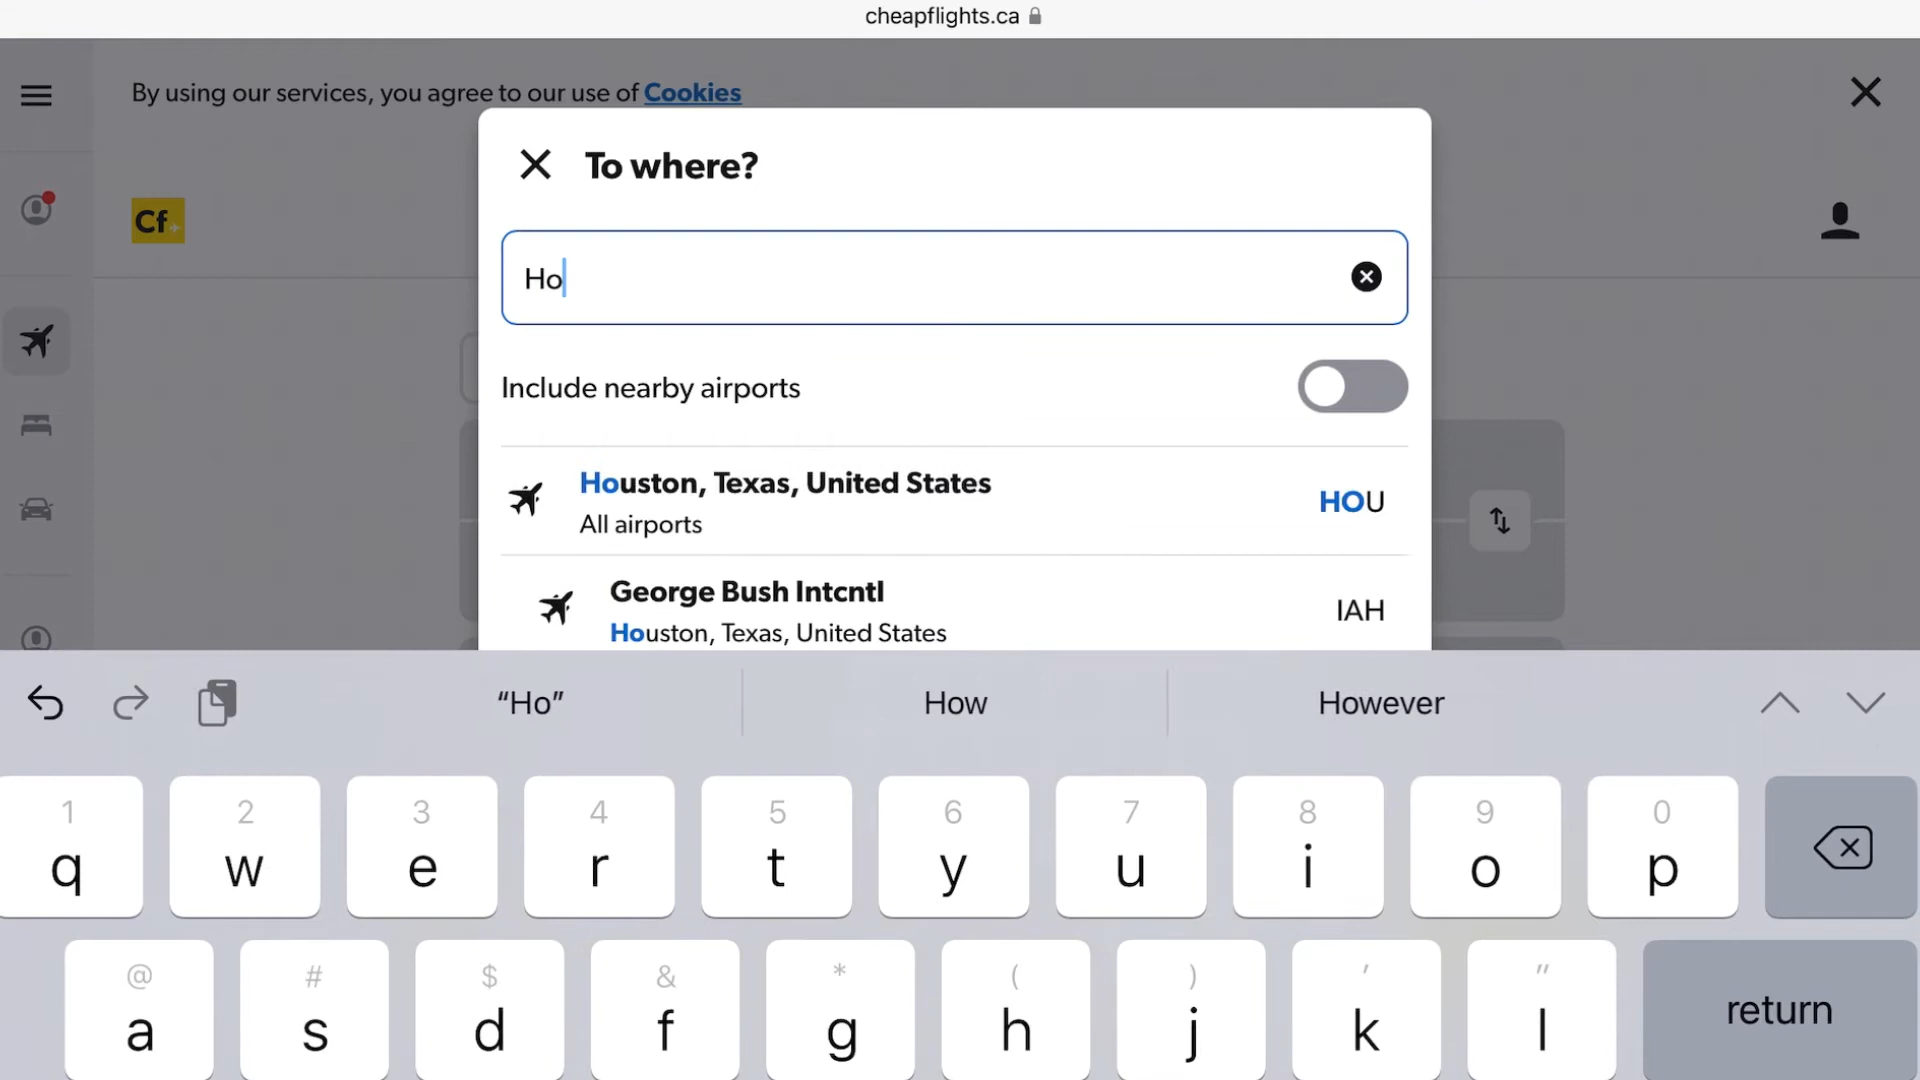 cheapflights.ca
By using our services, you agree to our use of Cookies
Cf+
To where?
Ho
Include nearby airports
Houston, Texas, United States
All airports
HOU
George Bush Intcntl
Houston, Texas, United States
IAH
“Ho” How However
1 2 3 4 5 6 7 8 9 0
q w e r t y u i o p
@ # $ & * ( ) ' "
a s d f g h j k l return